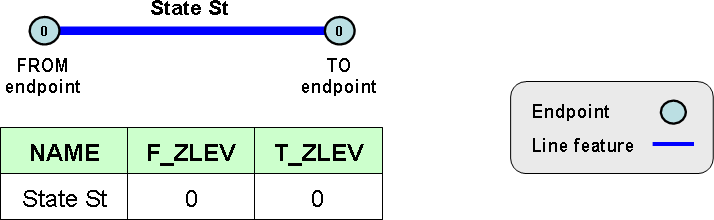 State St
0 0
FROM endpoint
TO endpoint
Endpoint
Line feature
NAME F_ZLEV T_ZLEV
State St 0 0